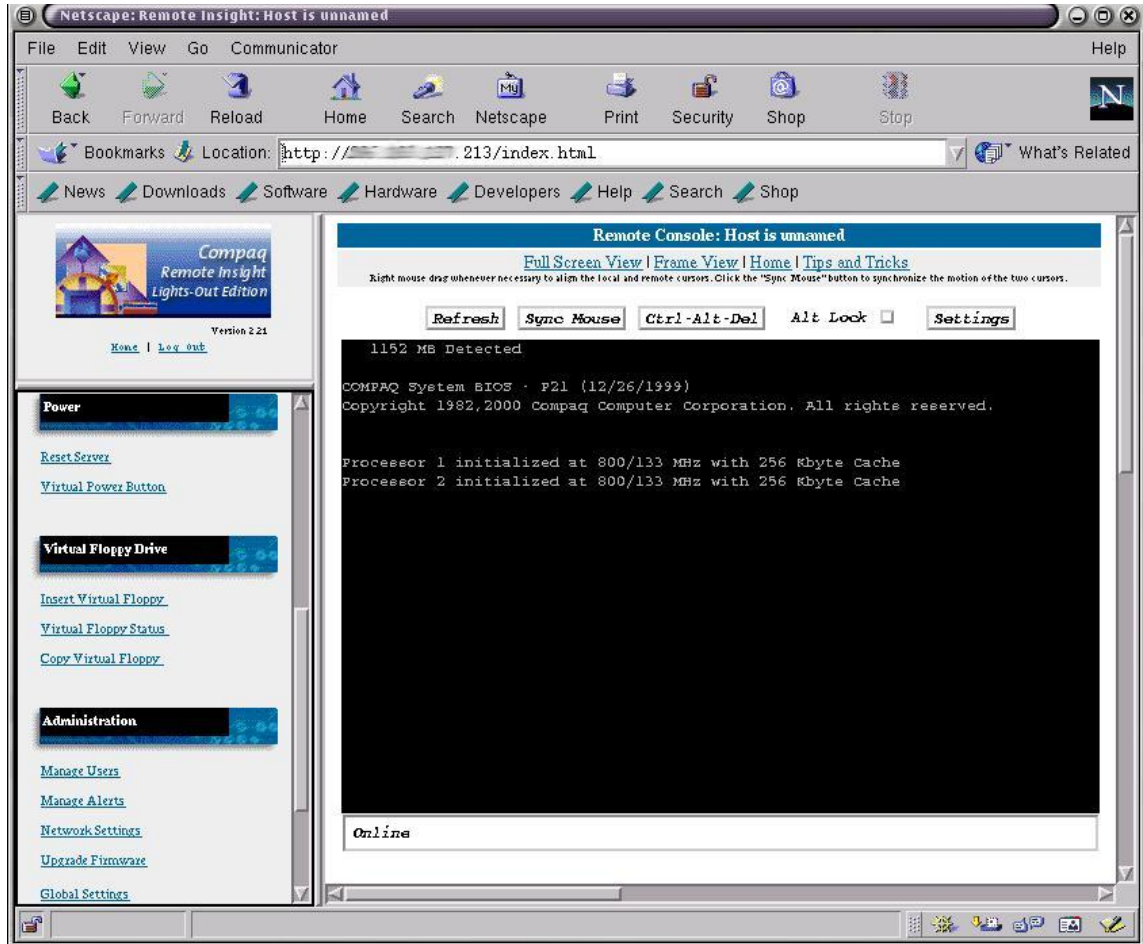 Netscape: Remote Insight: Host is unnamed
File Edit View Go Communicator Help
Back Forward Reload Home Search Netscape Print Security Shop Stop
My
N
Bookmarks Location: http:// .213/index.html What's Related
News Downloads Software Hardware Developers Help Search Shop
Compaq
Remote Insight
Lights-Out Edition
Version 2.21
Home | Log Out
Power
Reset Server
Virtual Power Button
Virtual Floppy Drive
Insert Virtual Floppy
Virtual Floppy Status
Copy Virtual Floppy
Administration
Manage Users
Manage Alerts
Network Settings
Upgrade Firmware
Global Settings
Remote Console: Host is unnamed
Full Screen View | Frame View | Home | Tips and Tricks
Right mouse drag whenever necessary to align the local and remote cursors. Click the "Sync Mouse" button to synchronize the motion of the two cursors.
Refresh Sync Mouse Ctrl-Alt-Del Alt Lock Settings
1152 MB Detected
COMPAQ System BIOS - P21 (12/26/1999)
Copyright 1982,2000 Compaq Computer Corporation. All rights reserved.
Processor 1 initialized at 800/133 MHz with 256 Kbyte Cache
Processor 2 initialized at 800/133 MHz with 256 Kbyte Cache
Online